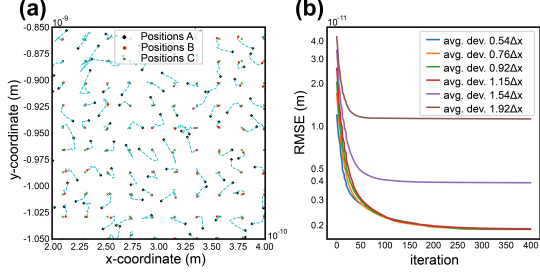 (a)
10⁻⁹
-0.850
-0.875
-0.900
-0.925
-0.950
-0.975
-1.000
-1.025
-1.050
y-coordinate (m)
Positions A
Positions B
Positions C
2.00 2.25 2.50 2.75 3.00 3.25 3.50 3.75 4.00
10⁻¹⁰
x-coordinate (m)
(b)
10⁻¹¹
4.0
3.0
2.0
1.0
0.5
0.4
0.3
0.2
RMSE (m)
avg. dev. 0.54Δx
avg. dev. 0.76Δx
avg. dev. 0.92Δx
avg. dev. 1.15Δx
avg. dev. 1.54Δx
avg. dev. 1.92Δx
0 50 100 150 200 250 300 350 400
iteration